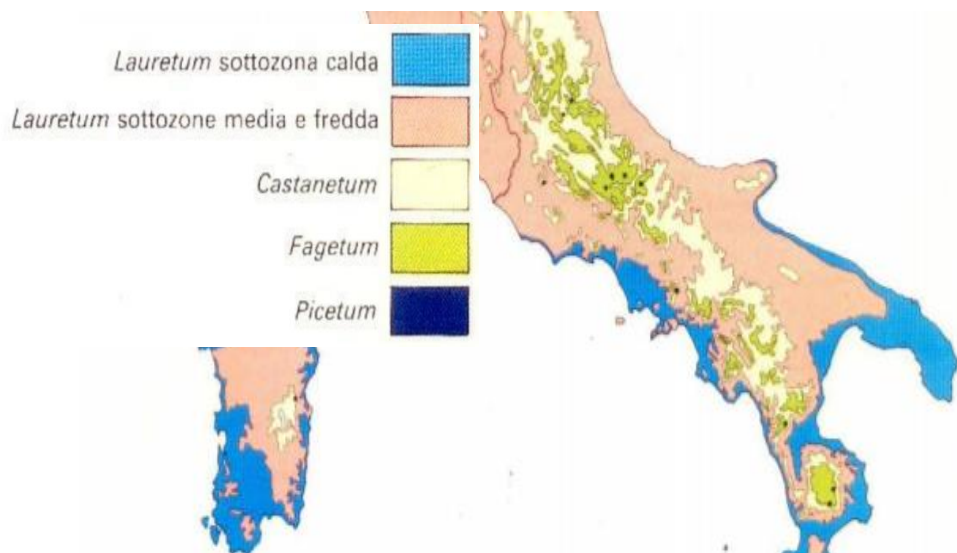 Lauretum sottozona calda
Lauretum sottozone media e fredda
Castanetum
Fagetum
Picetum